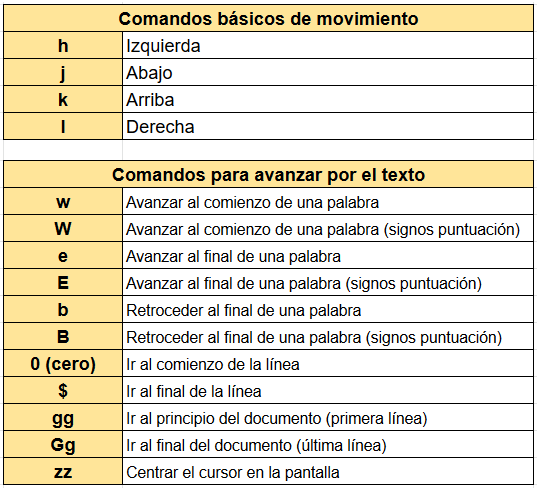 Comandos básicos de movimiento
h Izquierda
j Abajo
k Arriba
l Derecha
Comandos para avanzar por el texto
w Avanzar al comienzo de una palabra
W Avanzar al comienzo de una palabra (signos puntuación)
e Avanzar al final de una palabra
E Avanzar al final de una palabra (signos puntuación)
b Retroceder al final de una palabra
B Retroceder al final de una palabra (signos puntuación)
0 (cero) Ir al comienzo de la línea
$ Ir al final de la línea
gg Ir al principio del documento (primera línea)
Gg Ir al final del documento (última línea)
zz Centrar el cursor en la pantalla